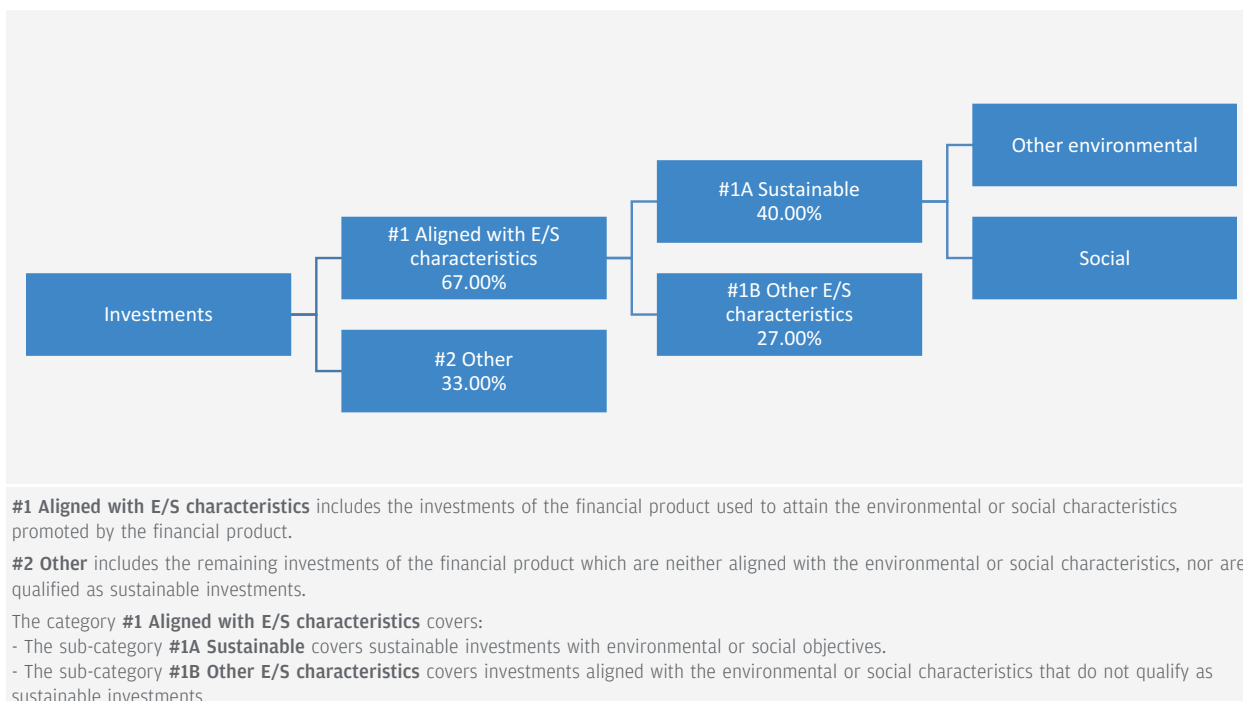 Other environmental
#1A Sustainable
40.00%
#1 Aligned with E/S
characteristics
67.00%
Social
#1B Other E/S
characteristics
27.00%
Investments
#2 Other
33.00%
#1 Aligned with E/S characteristics includes the investments of the financial product used to attain the environmental or social characteristics
promoted by the financial product.
#2 Other includes the remaining investments of the financial product which are neither aligned with the environmental or social characteristics, nor are
qualified as sustainable investments.
The category #1 Aligned with E/S characteristics covers:
- The sub-category #1A Sustainable covers sustainable investments with environmental or social objectives.
- The sub-category #1B Other E/S characteristics covers investments aligned with the environmental or social characteristics that do not qualify as
sustainable investments